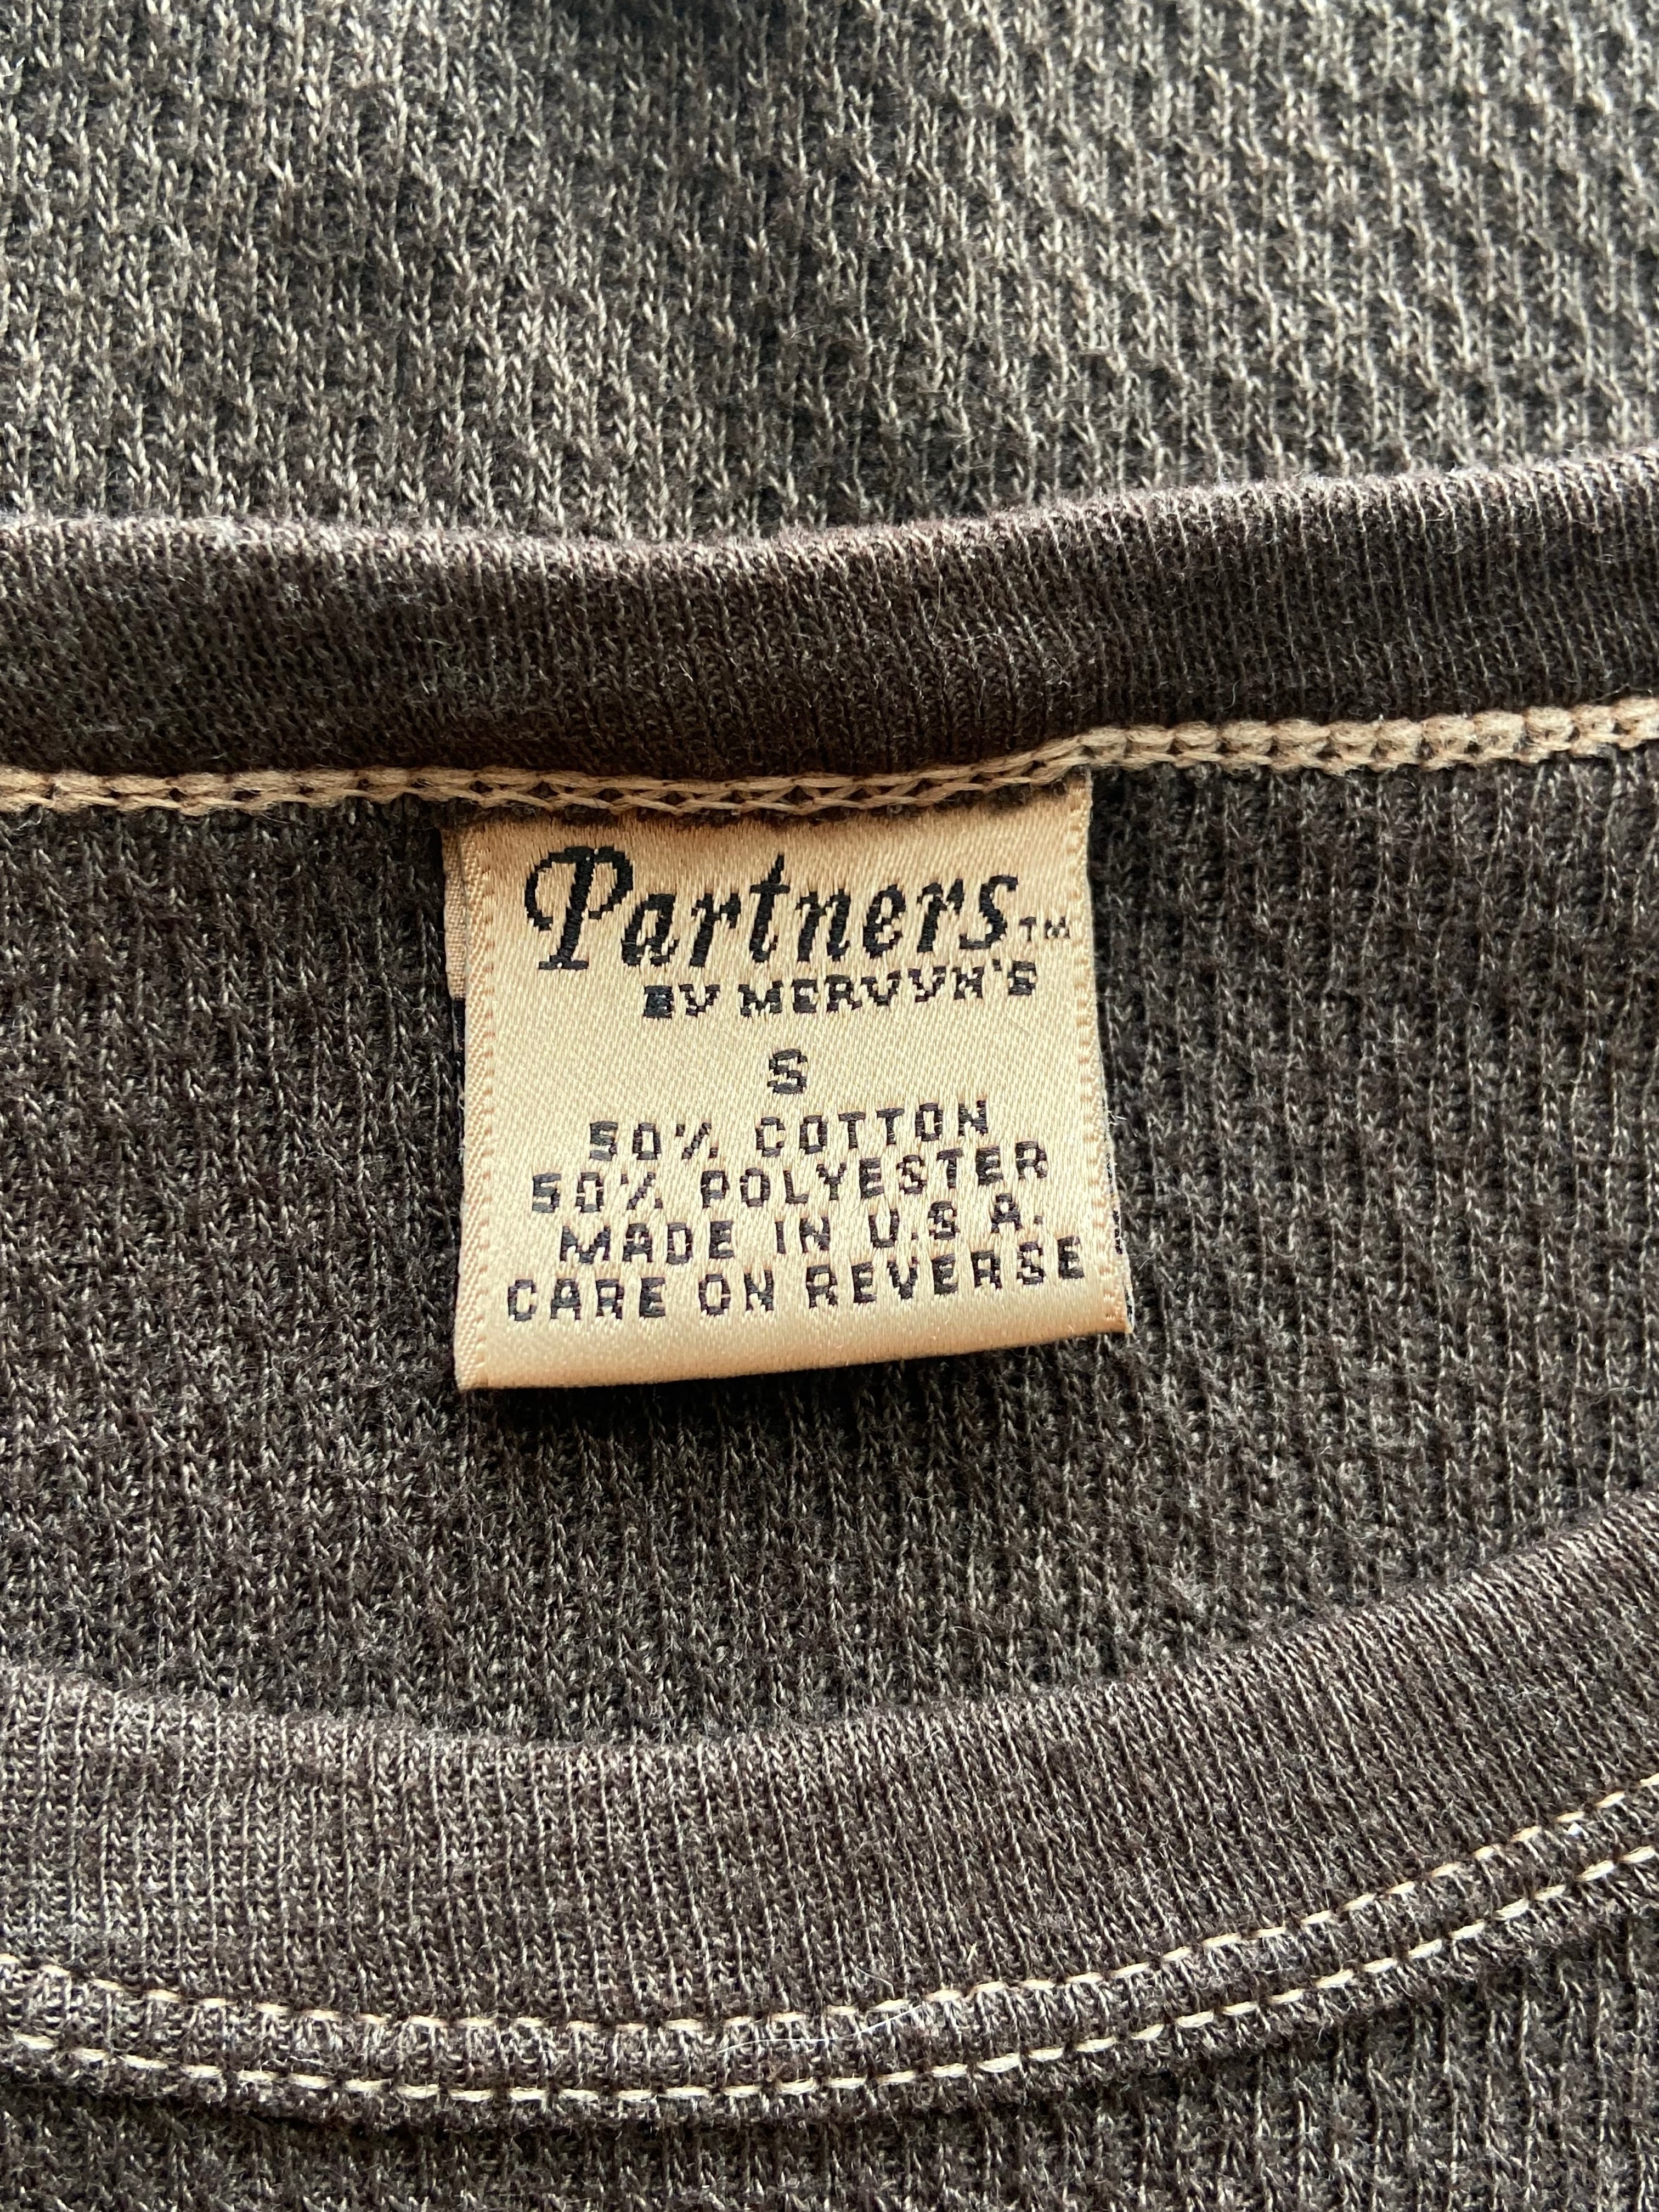 Partners™
BY MERVYN'S
S
50% COTTON
50% POLYESTER
MADE IN U.S.A.
CARE ON REVERSE